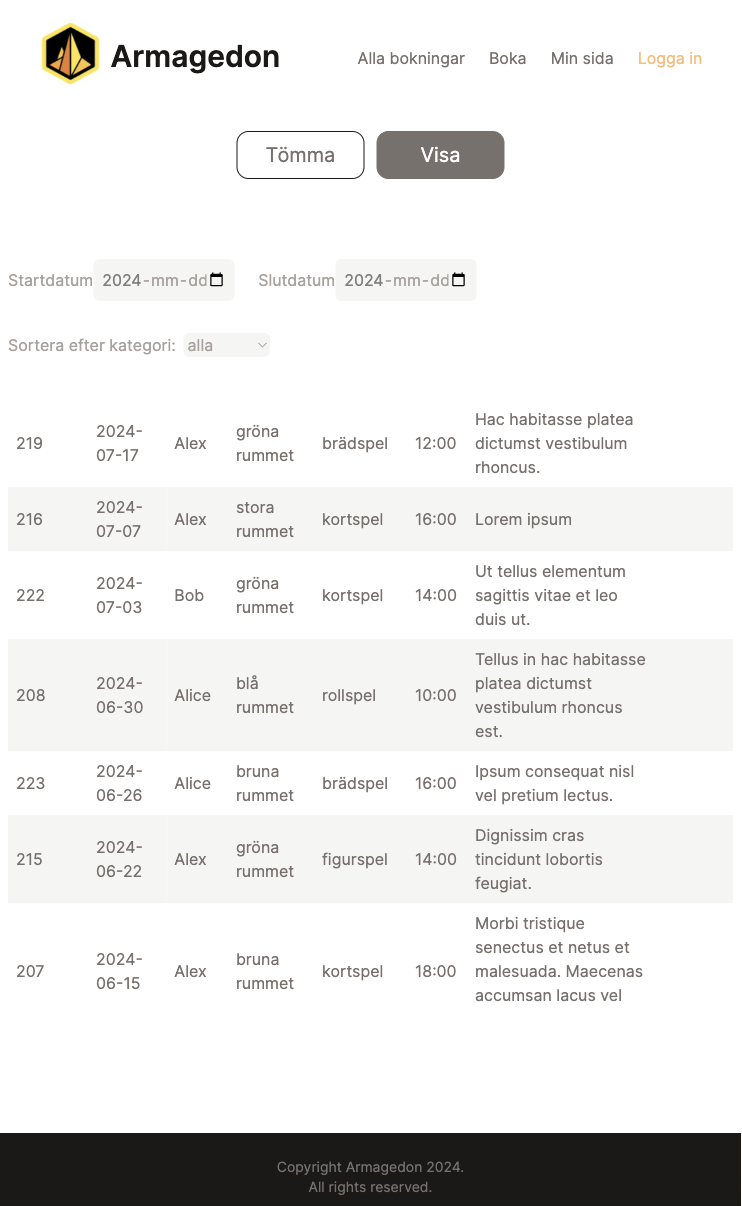 Armagedon
Alla bokningar Boka Min sida Logga in
Tömma Visa
Startdatum 2024-mm-dd Slutdatum 2024-mm-dd
Sortera efter kategori: alla
219 2024-07-17 Alex gröna rummet brädspel 12:00 Hac habitasse platea dictumst vestibulum rhoncus.
216 2024-07-07 Alex stora rummet kortspel 16:00 Lorem ipsum
222 2024-07-03 Bob gröna rummet kortspel 14:00 Ut tellus elementum sagittis vitae et leo duis ut.
208 2024-06-30 Alice blå rummet rollspel 10:00 Tellus in hac habitasse platea dictumst vestibulum rhoncus est.
223 2024-06-26 Alice bruna rummet brädspel 16:00 Ipsum consequat nisl vel pretium lectus.
215 2024-06-22 Alex gröna rummet figurspel 14:00 Dignissim cras tincidunt lobortis feugiat.
207 2024-06-15 Alex bruna rummet kortspel 18:00 Morbi tristique senectus et netus et malesuada. Maecenas accumsan lacus vel
Copyright Armagedon 2024.
All rights reserved.